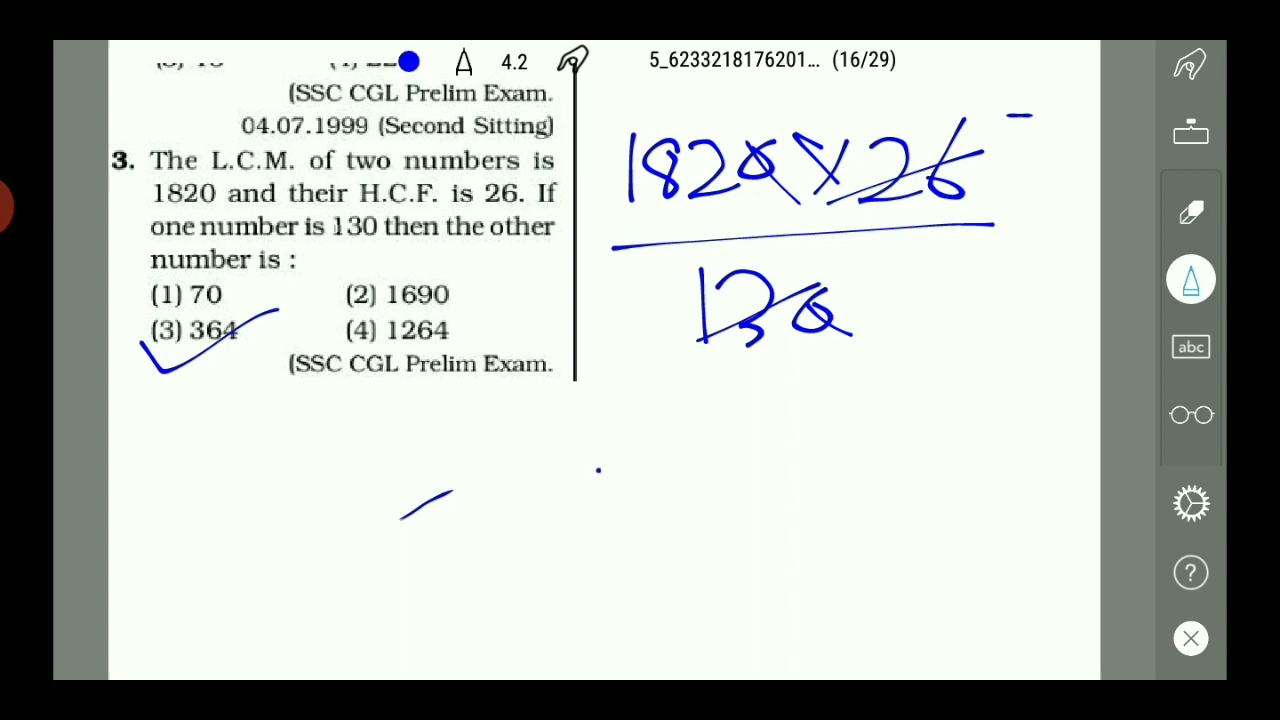 4.2
5_6233218176201... (16/29)
(SSC CGL Prelim Exam.
04.07.1999 (Second Sitting)
3. The L.C.M. of two numbers is
1820 and their H.C.F. is 26. If
one number is 130 then the other
number is :
(1) 70 (2) 1690
(3) 364 (4) 1264
(SSC CGL Prelim Exam.
1820 × 26
130
abc
?